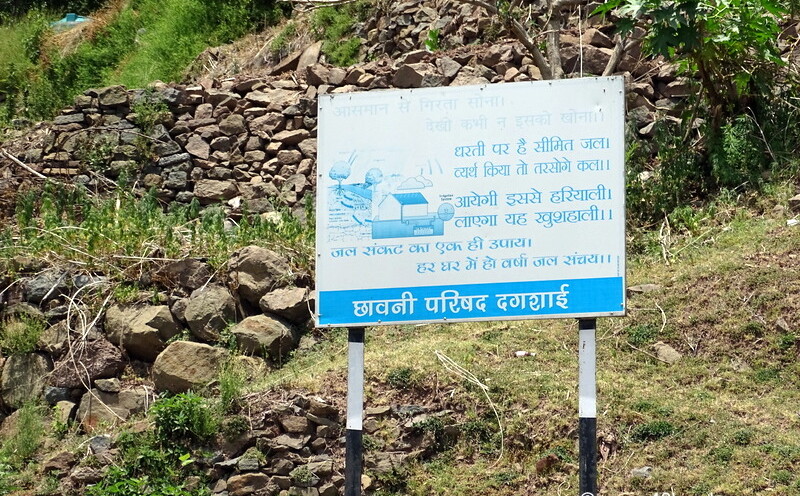 आसमान से गिरता सोना।
देखो कभी न इसको खोना।।
धरती पर है सीमित जल।
व्यर्थ किया तो तरसोगे कल।।
आयेगी इससे हरियाली।
लाएगा यह खुशहाली।।
जल संकट का एक ही उपाय।
हर घर में हो वर्षा जल संचय।।
छावनी परिषद दगशाई